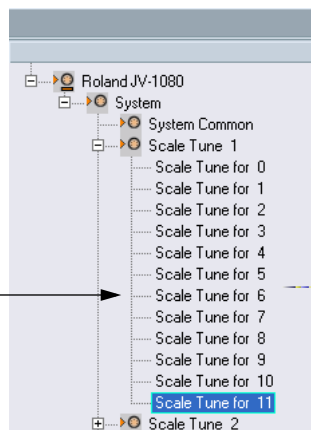 Roland JV-1080
System
System Common
Scale Tune 1
Scale Tune for 0
Scale Tune for 1
Scale Tune for 2
Scale Tune for 3
Scale Tune for 4
Scale Tune for 5
Scale Tune for 6
Scale Tune for 7
Scale Tune for 8
Scale Tune for 9
Scale Tune for 10
Scale Tune for 11
Scale Tune 2